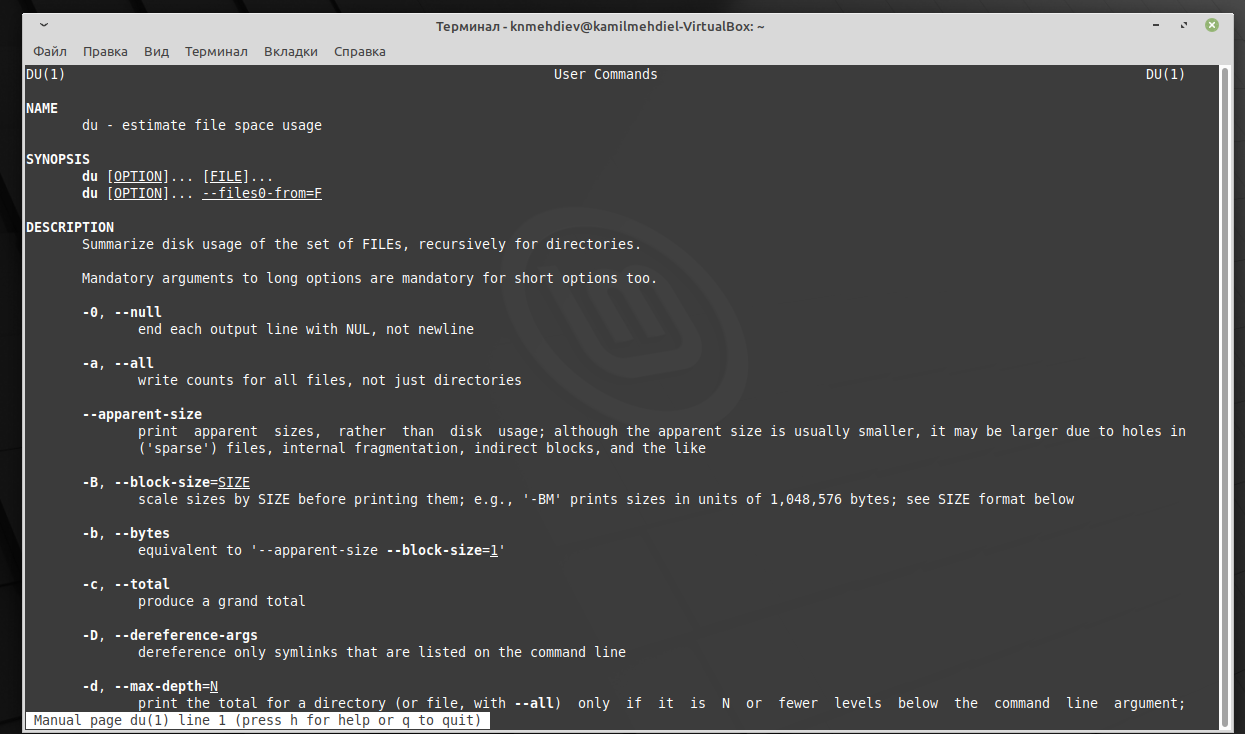 Терминал - knmehdiev@kamilmehdiel-VirtualBox: ~
Файл Правка Вид Терминал Вкладки Справка
DU(1) User Commands DU(1)
NAME
du - estimate file space usage
SYNOPSIS
du [OPTION]... [FILE]...
du [OPTION]... --files0-from=F
DESCRIPTION
Summarize disk usage of the set of FILEs, recursively for directories.
Mandatory arguments to long options are mandatory for short options too.
-0, --null
end each output line with NUL, not newline
-a, --all
write counts for all files, not just directories
--apparent-size
print apparent sizes, rather than disk usage; although the apparent size is usually smaller, it may be larger due to holes in
('sparse') files, internal fragmentation, indirect blocks, and the like
-B, --block-size=SIZE
scale sizes by SIZE before printing them; e.g., '-BM' prints sizes in units of 1,048,576 bytes; see SIZE format below
-b, --bytes
equivalent to '--apparent-size --block-size=1'
-c, --total
produce a grand total
-D, --dereference-args
dereference only symlinks that are listed on the command line
-d, --max-depth=N
print the total for a directory (or file, with --all) only if it is N or fewer levels below the command line argument;
Manual page du(1) line 1 (press h for help or q to quit)